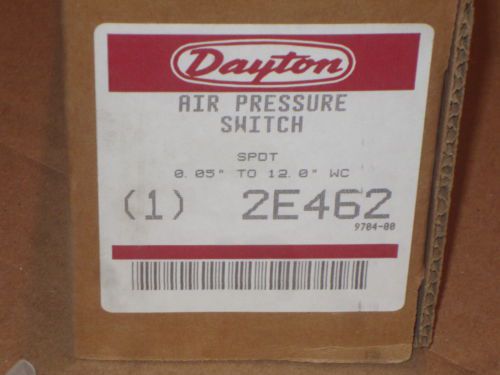 Dayton
AIR PRESSURE
SWITCH
SPDT
0.05" TO 12.0" WC
(1) 2E462
9704-00